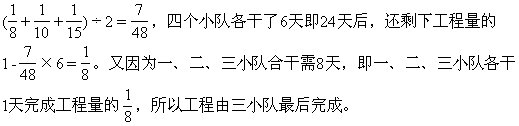 (1/8+1/10+1/15)÷2=7/48，四个小队各干了6天即24天后，还剩下工程量的
1-7/48×6=1/8。又因为一、二、三小队合干需8天，即一、二、三小队各干
1天完成工程量的1/8，所以工程由三小队最后完成。